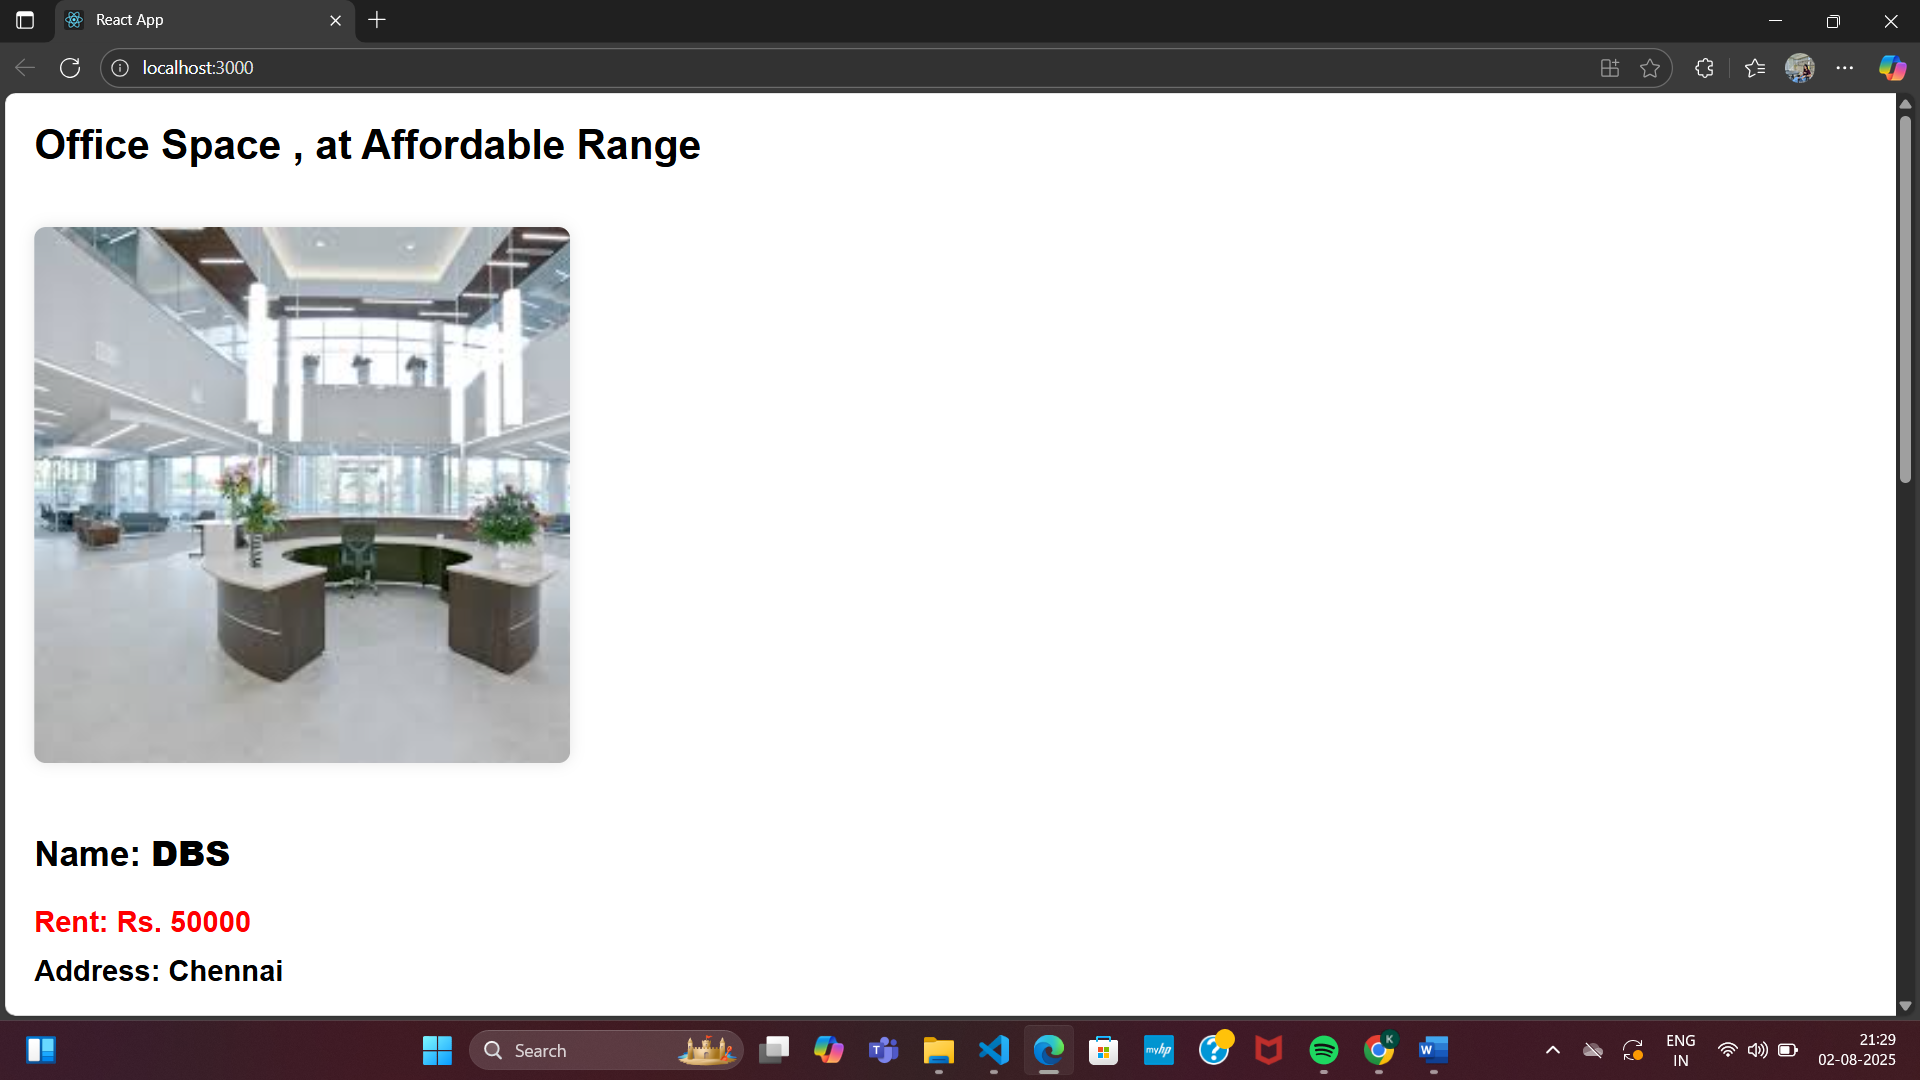 React App
localhost:3000
Office Space , at Affordable Range
Name: DBS
Rent: Rs. 50000
Address: Chennai
Search
T
myhp
?
K
W
ENG
IN
21:29
02-08-2025